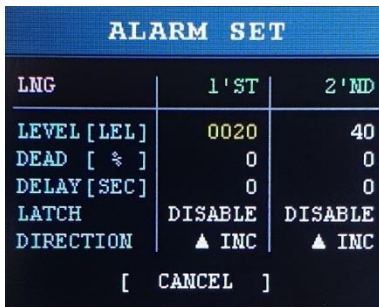 ALARM SET
LNG 1'ST 2'ND
LEVEL[LEL] 0020 40
DEAD [ % ] 0 0
DELAY[SEC] 0 0
LATCH DISABLE DISABLE
DIRECTION ▲ INC ▲ INC
[ CANCEL ]